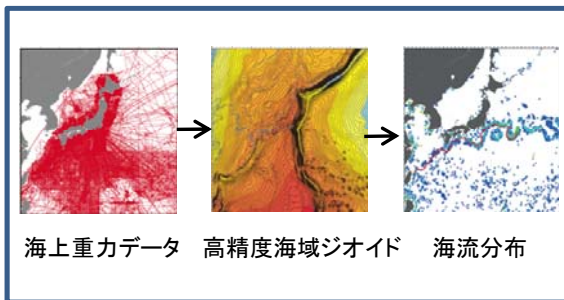 海上重力データ
高精度海域ジオイド
海流分布